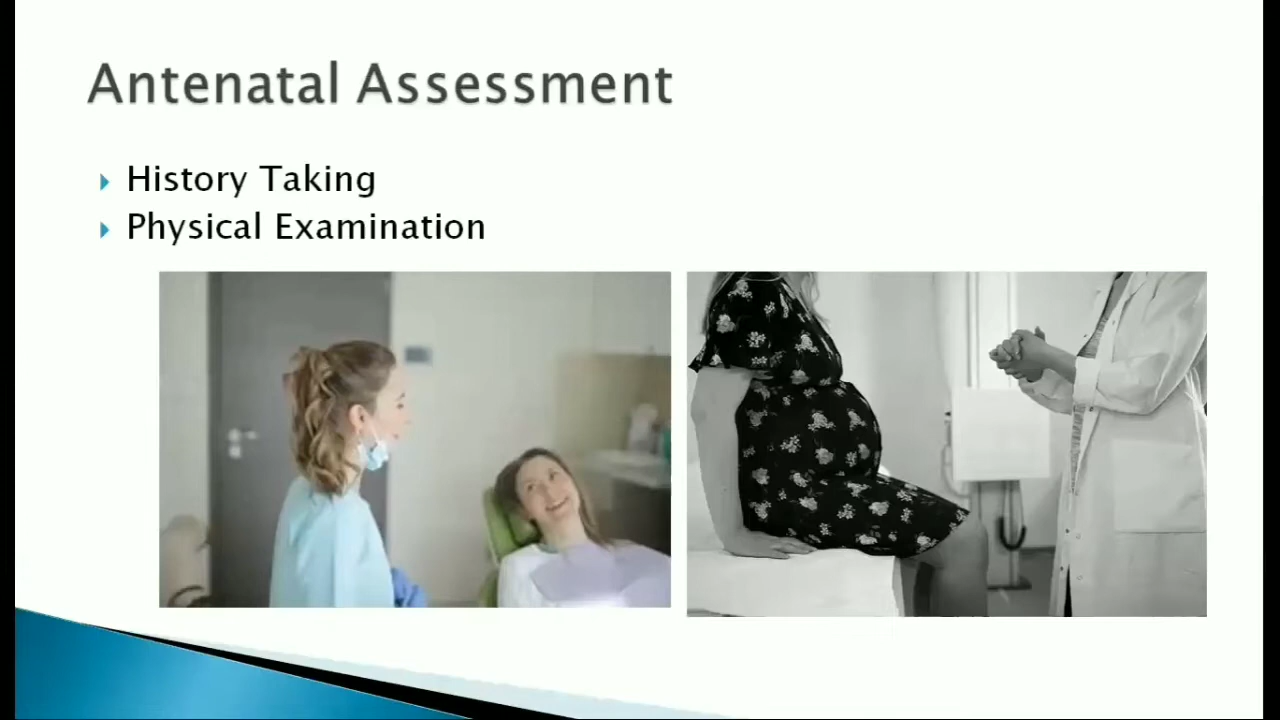 Antenatal Assessment
History Taking
Physical Examination